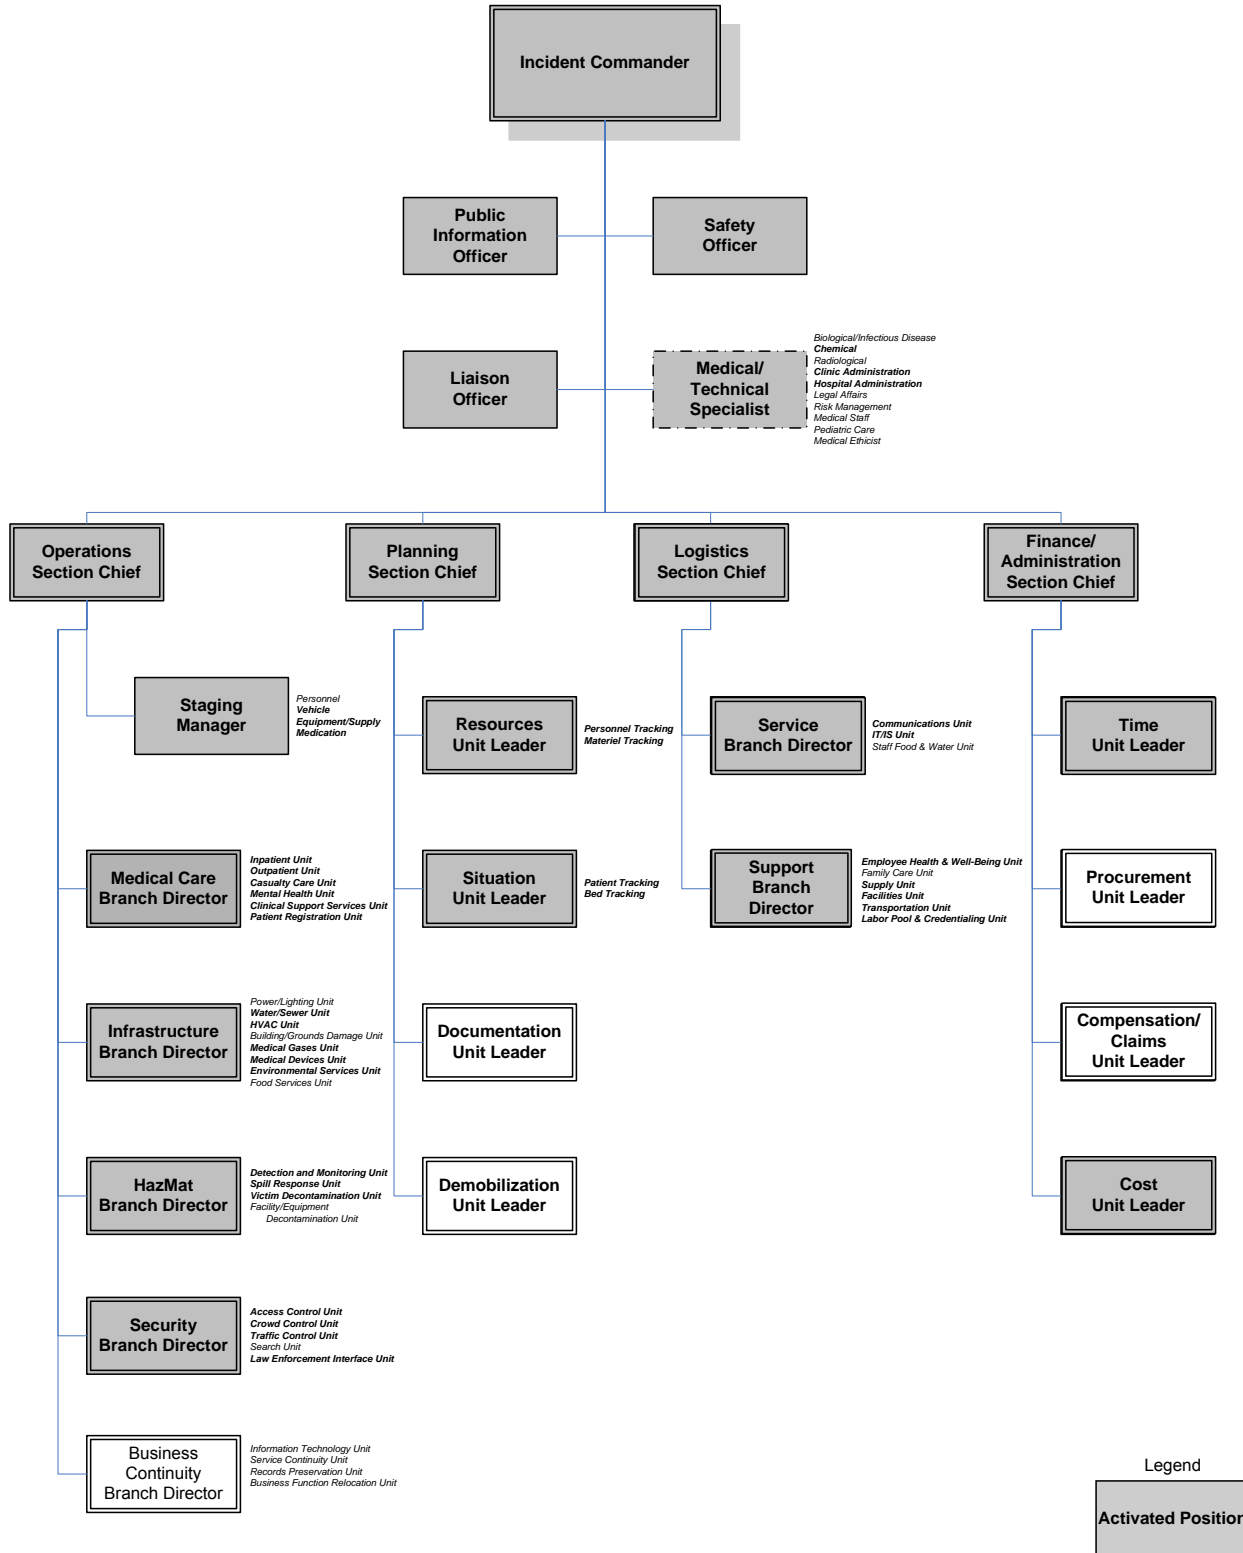 Incident Commander
Public
Information
Officer
Safety
Officer
Liaison
Officer
Medical/
Technical
Specialist
Biological/Infectious Disease
Chemical
Radiological
Clinic Administration
Hospital Administration
Legal Affairs
Risk Management
Medical Staff
Pediatric Care
Medical Ethicist
Operations
Section Chief
Planning
Section Chief
Logistics
Section Chief
Finance/
Administration
Section Chief
Staging
Manager
Personnel
Vehicle
Equipment/Supply
Medication
Resources
Unit Leader
Personnel Tracking
Materiel Tracking
Service
Branch Director
Communications Unit
IT/IS Unit
Staff Food & Water Unit
Time
Unit Leader
Medical Care
Branch Director
Inpatient Unit
Outpatient Unit
Casualty Care Unit
Mental Health Unit
Clinical Support Services Unit
Patient Registration Unit
Situation
Unit Leader
Patient Tracking
Bed Tracking
Support
Branch
Director
Employee Health & Well-Being Unit
Family Care Unit
Supply Unit
Facilities Unit
Transportation Unit
Labor Pool & Credentialing Unit
Procurement
Unit Leader
Infrastructure
Branch Director
Power/Lighting Unit
Water/Sewer Unit
HVAC Unit
Building/Grounds Damage Unit
Medical Gases Unit
Medical Devices Unit
Environmental Services Unit
Food Services Unit
Documentation
Unit Leader
Compensation/
Claims
Unit Leader
HazMat
Branch Director
Detection and Monitoring Unit
Spill Response Unit
Victim Decontamination Unit
Facility/Equipment
Decontamination Unit
Demobilization
Unit Leader
Cost
Unit Leader
Security
Branch Director
Access Control Unit
Crowd Control Unit
Traffic Control Unit
Search Unit
Law Enforcement Interface Unit
Business
Continuity
Branch Director
Information Technology Unit
Service Continuity Unit
Records Preservation Unit
Business Function Relocation Unit
Legend
Activated Position